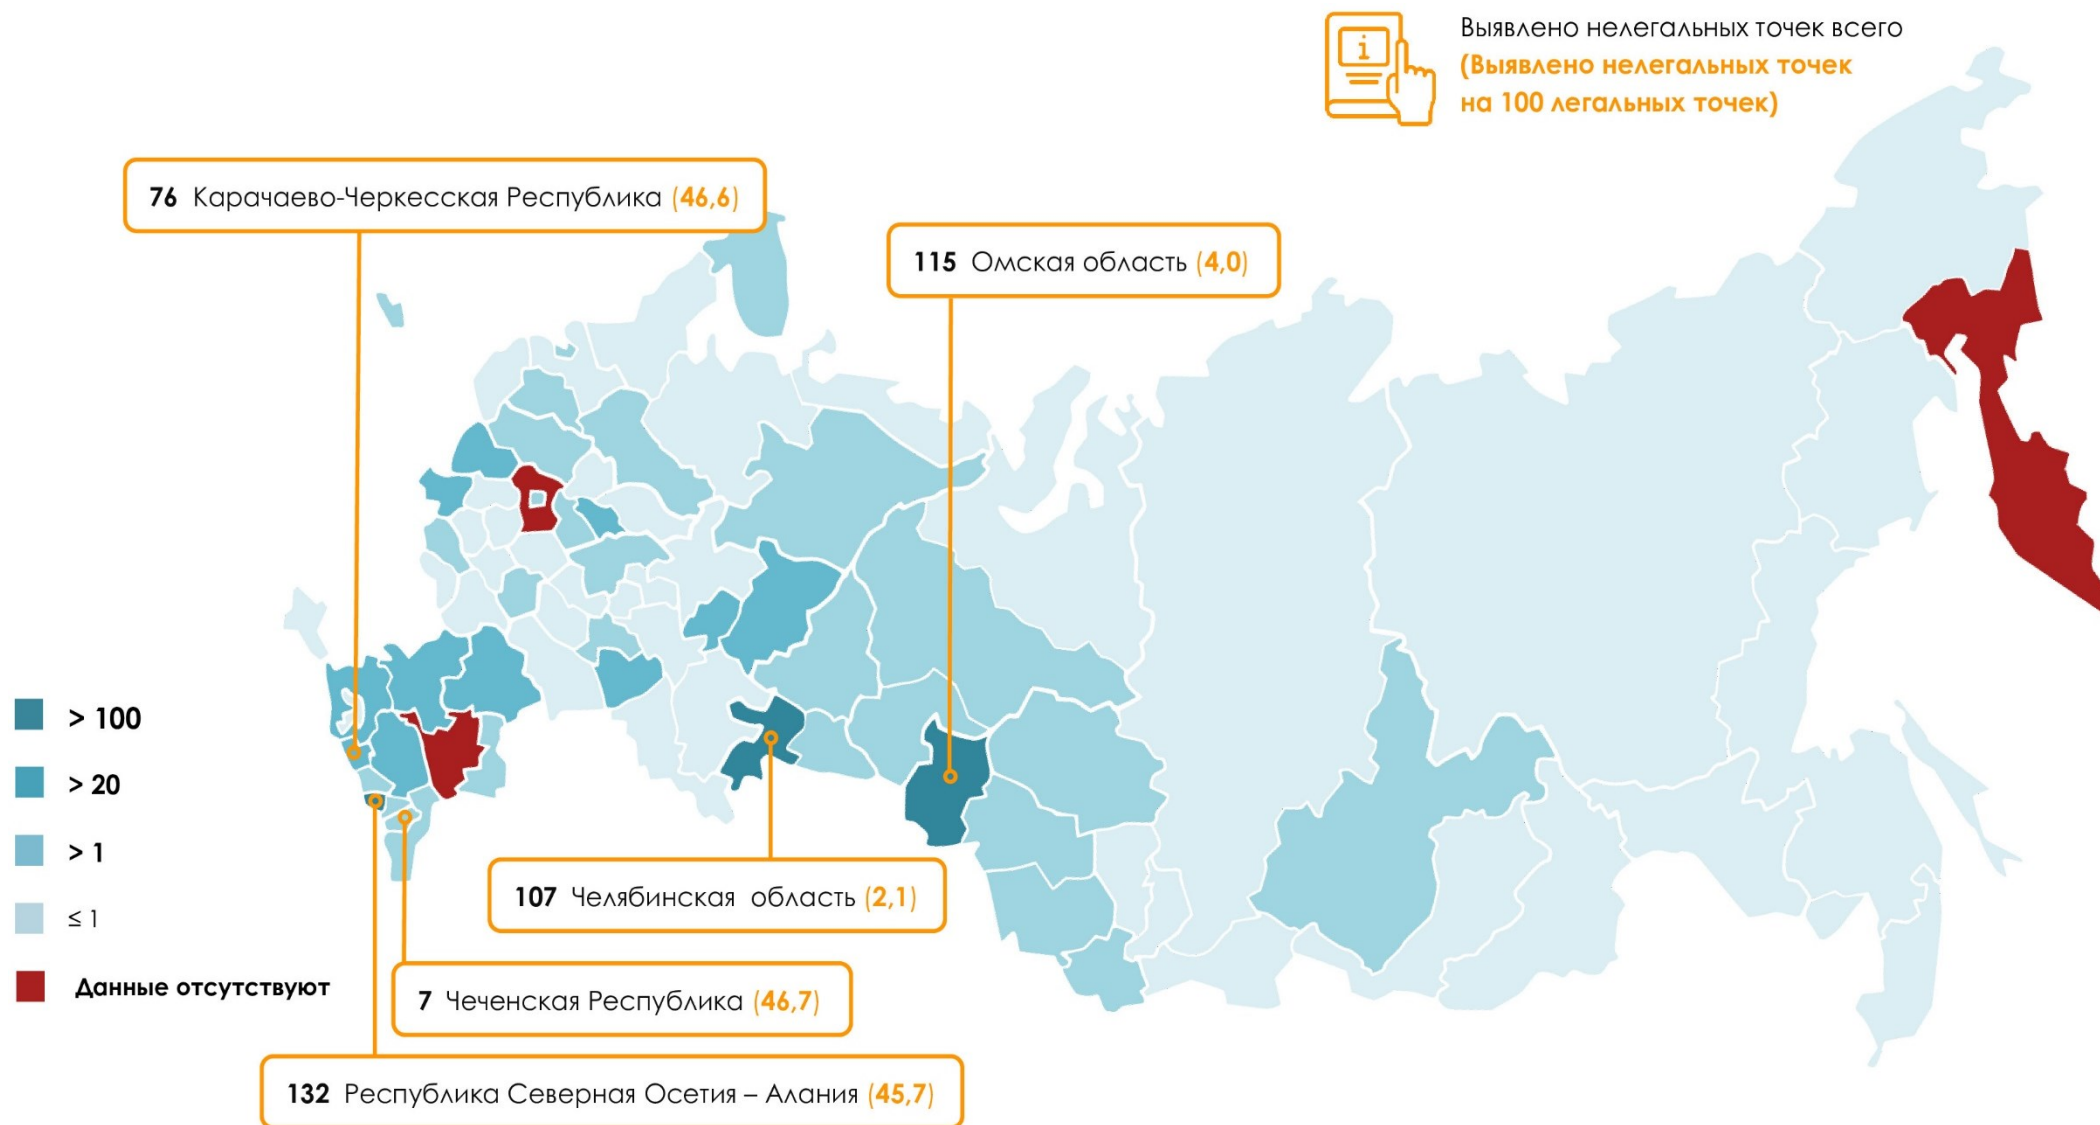 Выявлено нелегальных точек всего
(Выявлено нелегальных точек
на 100 легальных точек)
76 Карачаево-Черкесская Республика (46,6)
115 Омская область (4,0)
> 100
> 20
> 1
≤ 1
Данные отсутствуют
107 Челябинская область (2,1)
7 Чеченская Республика (46,7)
132 Республика Северная Осетия – Алания (45,7)